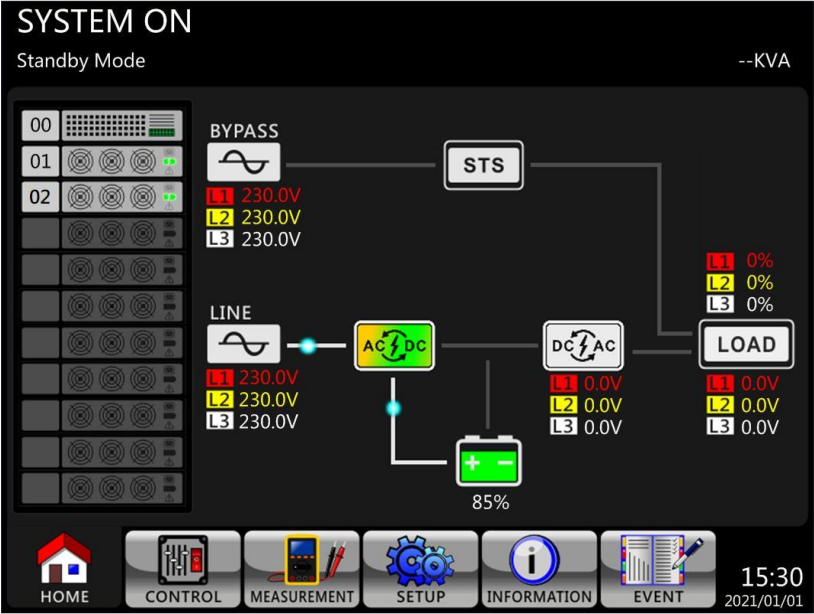 SYSTEM ON
Standby Mode
--KVA
00
01
02
BYPASS
L1 230.0V
L2 230.0V
L3 230.0V
STS
LINE
L1 230.0V
L2 230.0V
L3 230.0V
AC DC
85%
DC AC
L1 0.0V
L2 0.0V
L3 0.0V
L1 0%
L2 0%
L3 0%
LOAD
L1 0.0V
L2 0.0V
L3 0.0V
HOME
CONTROL
MEASUREMENT
SETUP
INFORMATION
EVENT
15:30
2021/01/01